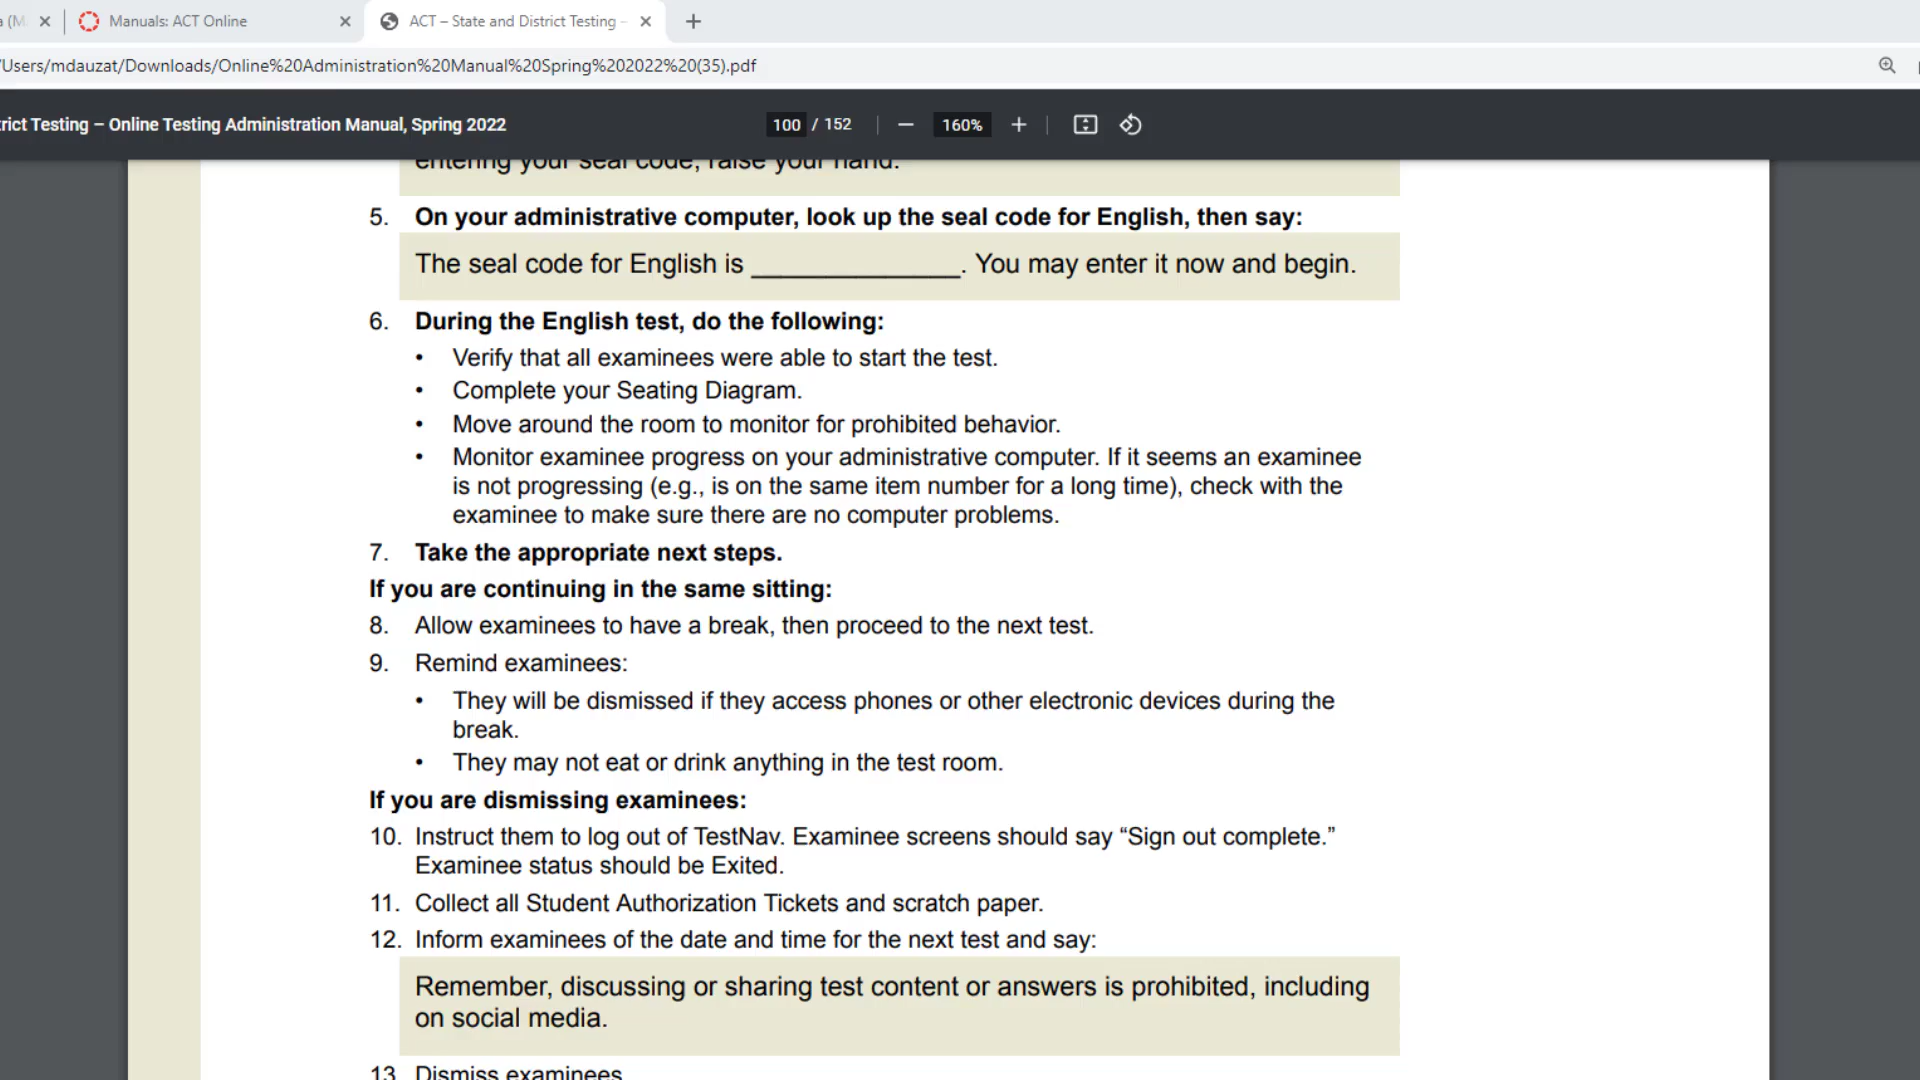 a (M
Manuals: ACT Online
ACT – State and District Testing –
/Users/mdauzat/Downloads/Online%20Administration%20Manual%20Spring%202022%20(35).pdf
rict Testing – Online Testing Administration Manual, Spring 2022
100 / 152
160%
entering your seal code, raise your hand.
5. On your administrative computer, look up the seal code for English, then say:
The seal code for English is ______________. You may enter it now and begin.
6. During the English test, do the following:
• Verify that all examinees were able to start the test.
• Complete your Seating Diagram.
• Move around the room to monitor for prohibited behavior.
• Monitor examinee progress on your administrative computer. If it seems an examinee
is not progressing (e.g., is on the same item number for a long time), check with the
examinee to make sure there are no computer problems.
7. Take the appropriate next steps.
If you are continuing in the same sitting:
8. Allow examinees to have a break, then proceed to the next test.
9. Remind examinees:
• They will be dismissed if they access phones or other electronic devices during the
break.
• They may not eat or drink anything in the test room.
If you are dismissing examinees:
10. Instruct them to log out of TestNav. Examinee screens should say “Sign out complete.”
Examinee status should be Exited.
11. Collect all Student Authorization Tickets and scratch paper.
12. Inform examinees of the date and time for the next test and say:
Remember, discussing or sharing test content or answers is prohibited, including
on social media.
13. Dismiss examinees.